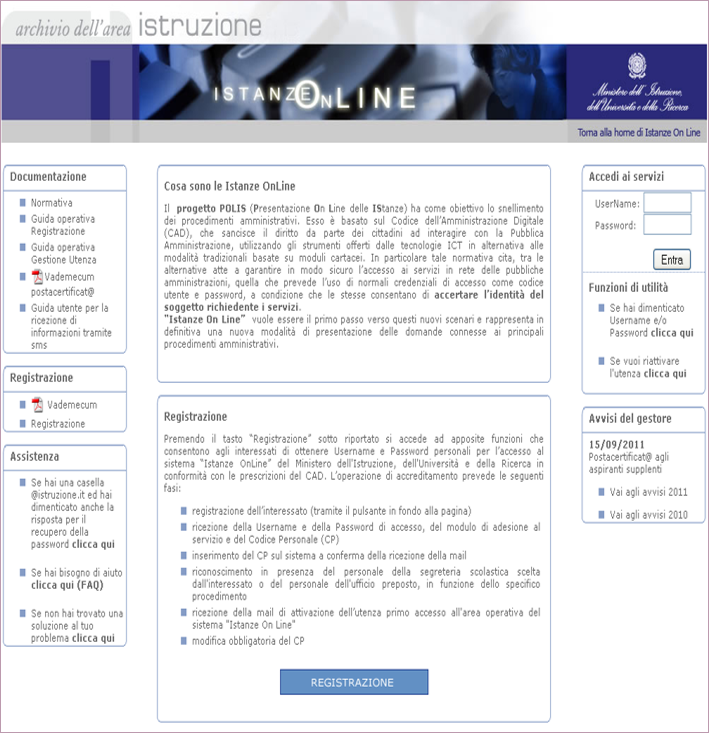 archivio dell'area istruzione
ISTANZE ON LINE
Ministero dell'Istruzione,
dell'Università e della Ricerca
Torna alla home di Istanze On Line
Documentazione
Normativa
Guida operativa
Registrazione
Guida operativa
Gestione Utenza
Vademecum
postacertificat@
Guida utente per la
ricezione di
informazioni tramite
sms
Registrazione
Vademecum
Registrazione
Assistenza
Se hai una casella
@istruzione.it ed hai
dimenticato anche la
risposta per il
recupero della
password clicca qui
Se hai bisogno di aiuto
clicca qui (FAQ)
Se non hai trovato una
soluzione al tuo
problema clicca qui
Cosa sono le Istanze OnLine
Il progetto POLIS (Presentazione On Line delle IStanze) ha come obiettivo lo snellimento
dei procedimenti amministrativi. Esso è basato sul Codice dell'Amministrazione Digitale
(CAD), che sancisce il diritto da parte dei cittadini ad interagire con la Pubblica
Amministrazione, utilizzando gli strumenti offerti dalle tecnologie ICT in alternativa alle
modalità tradizionali basate su moduli cartacei. In particolare tale normativa cita, tra le
alternative atte a garantire in modo sicuro l'accesso ai servizi in rete delle pubbliche
amministrazioni, quella che prevede l'uso di normali credenziali di accesso come codice
utente e password, a condizione che le stesse consentano di accertare l'identità del
soggetto richiedente i servizi.
"Istanze On Line" vuole essere il primo passo verso questi nuovi scenari e rappresenta in
definitiva una nuova modalità di presentazione delle domande connesse ai principali
procedimenti amministrativi.
Registrazione
Premendo il tasto "Registrazione" sotto riportato si accede ad apposite funzioni che
consentono agli interessati di ottenere Username e Password personali per l'accesso al
sistema "Istanze OnLine" del Ministero dell'Istruzione, dell'Università e della Ricerca in
conformità con le prescrizioni del CAD. L'operazione di accreditamento prevede le seguenti
fasi:
registrazione dell'interessato (tramite il pulsante in fondo alla pagina)
ricezione della Username e della Password di accesso, del modulo di adesione al
servizio e del Codice Personale (CP)
inserimento del CP sul sistema a conferma della ricezione della mail
riconoscimento in presenza del personale della segreteria scolastica scelta
dall'interessato o del personale dell'ufficio preposto, in funzione dello specifico
procedimento
ricezione della mail di attivazione dell'utenza primo accesso all'area operativa del
sistema "Istanze On Line"
modifica obbligatoria del CP
REGISTRAZIONE
Accedi ai servizi
UserName:
Password:
Entra
Funzioni di utilità
Se hai dimenticato
Username e/o
Password clicca qui
Se vuoi riattivare
l'utenza clicca qui
Avvisi del gestore
15/09/2011
Postacertificat@ agli
aspiranti supplenti
Vai agli avvisi 2011
Vai agli avvisi 2010